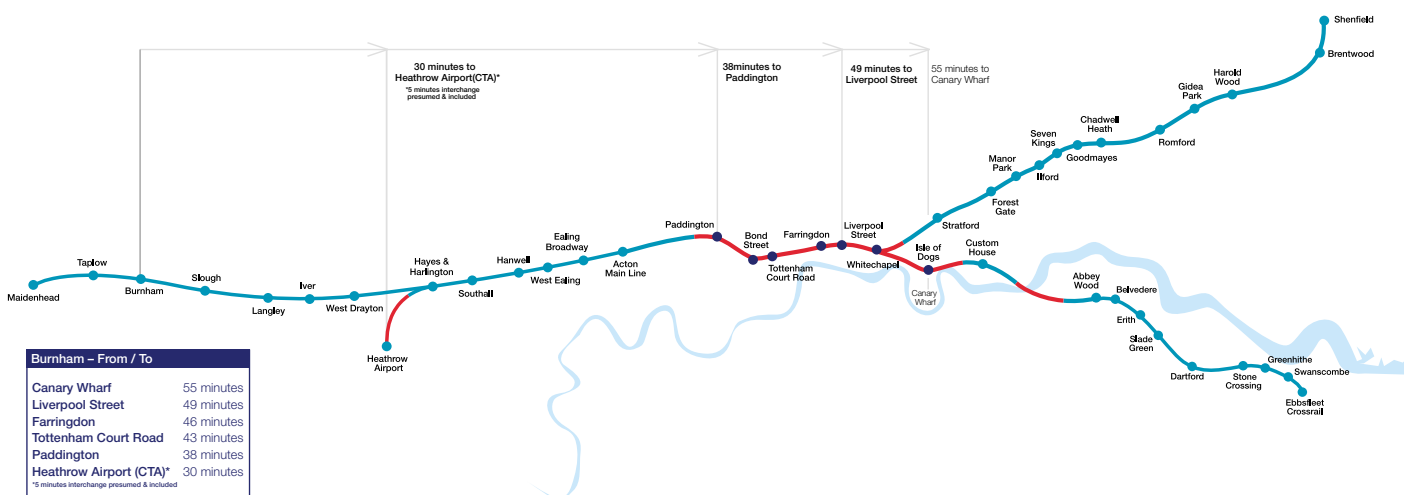 Shenfield
Brentwood
30 minutes to
Heathrow Airport(CTA)*
*5 minutes interchange
presumed & included
38minutes to
Paddington
49 minutes to
Liverpool Street
55 minutes to
Canary Wharf
Harold
Wood
Gidea
Park
Romford
Chadwell
Heath
Goodmayes
Seven
Kings
Ilford
Manor
Park
Forest
Gate
Stratford
Maidenhead
Taplow
Burnham
Slough
Langley
Iver
West Drayton
Heathrow
Airport
Hayes &
Harlington
Southall
Hanwell
West Ealing
Ealing
Broadway
Acton
Main Line
Paddington
Bond
Street
Tottenham
Court Road
Farringdon
Liverpool
Street
Whitechapel
Isle of
Dogs
Canary
Wharf
Custom
House
Abbey
Wood
Belvedere
Erith
Slade
Green
Dartford
Stone
Crossing
Greenhithe
Swanscombe
Ebbsfleet
Crossrail
Burnham – From / To
Canary Wharf 55 minutes
Liverpool Street 49 minutes
Farringdon 46 minutes
Tottenham Court Road 43 minutes
Paddington 38 minutes
Heathrow Airport (CTA)* 30 minutes
*5 minutes interchange presumed & included